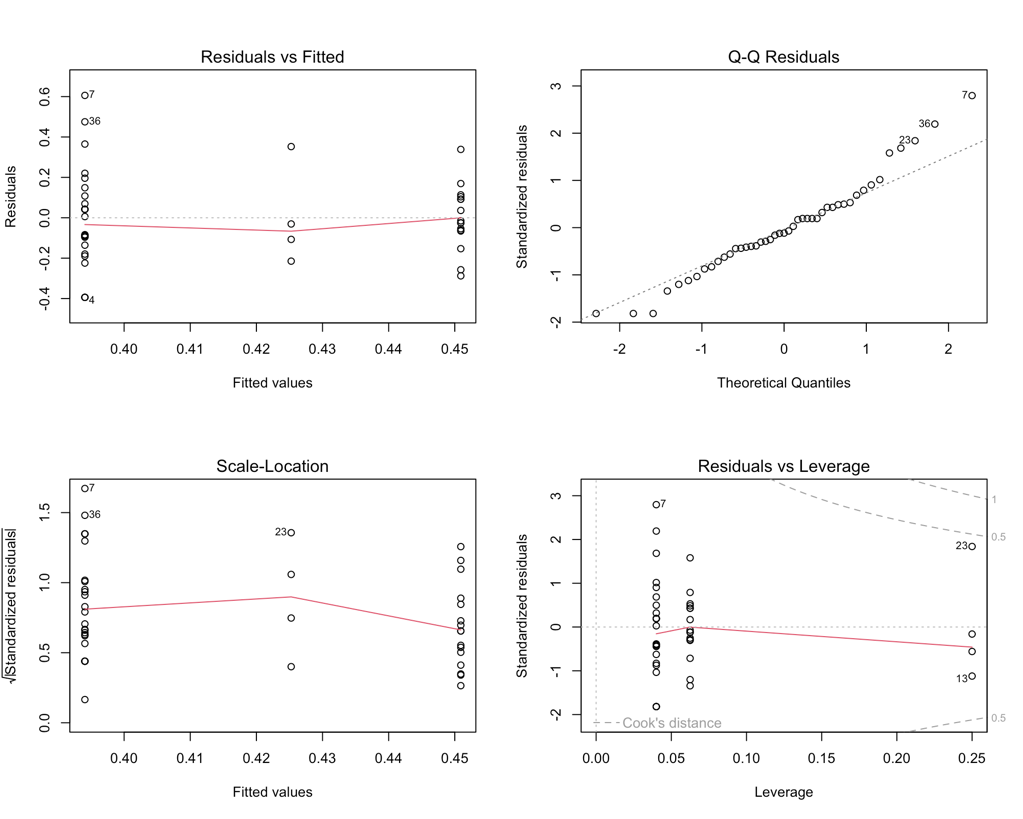 Residuals vs Fitted
Residuals
0.6
0.4
0.2
0.0
-0.2
-0.4
7
36
4
0.40 0.41 0.42 0.43 0.44 0.45
Fitted values
Q-Q Residuals
Standardized residuals
3
2
1
0
-1
-2
7
36
23
-2 -1 0 1 2
Theoretical Quantiles
Scale-Location
√|Standardized residuals|
1.5
1.0
0.5
0.0
7
36
23
0.40 0.41 0.42 0.43 0.44 0.45
Fitted values
Residuals vs Leverage
Standardized residuals
3
2
1
0
-1
-2
7
23
13
1
0.5
0.5
Cook's distance
0.00 0.05 0.10 0.15 0.20 0.25
Leverage